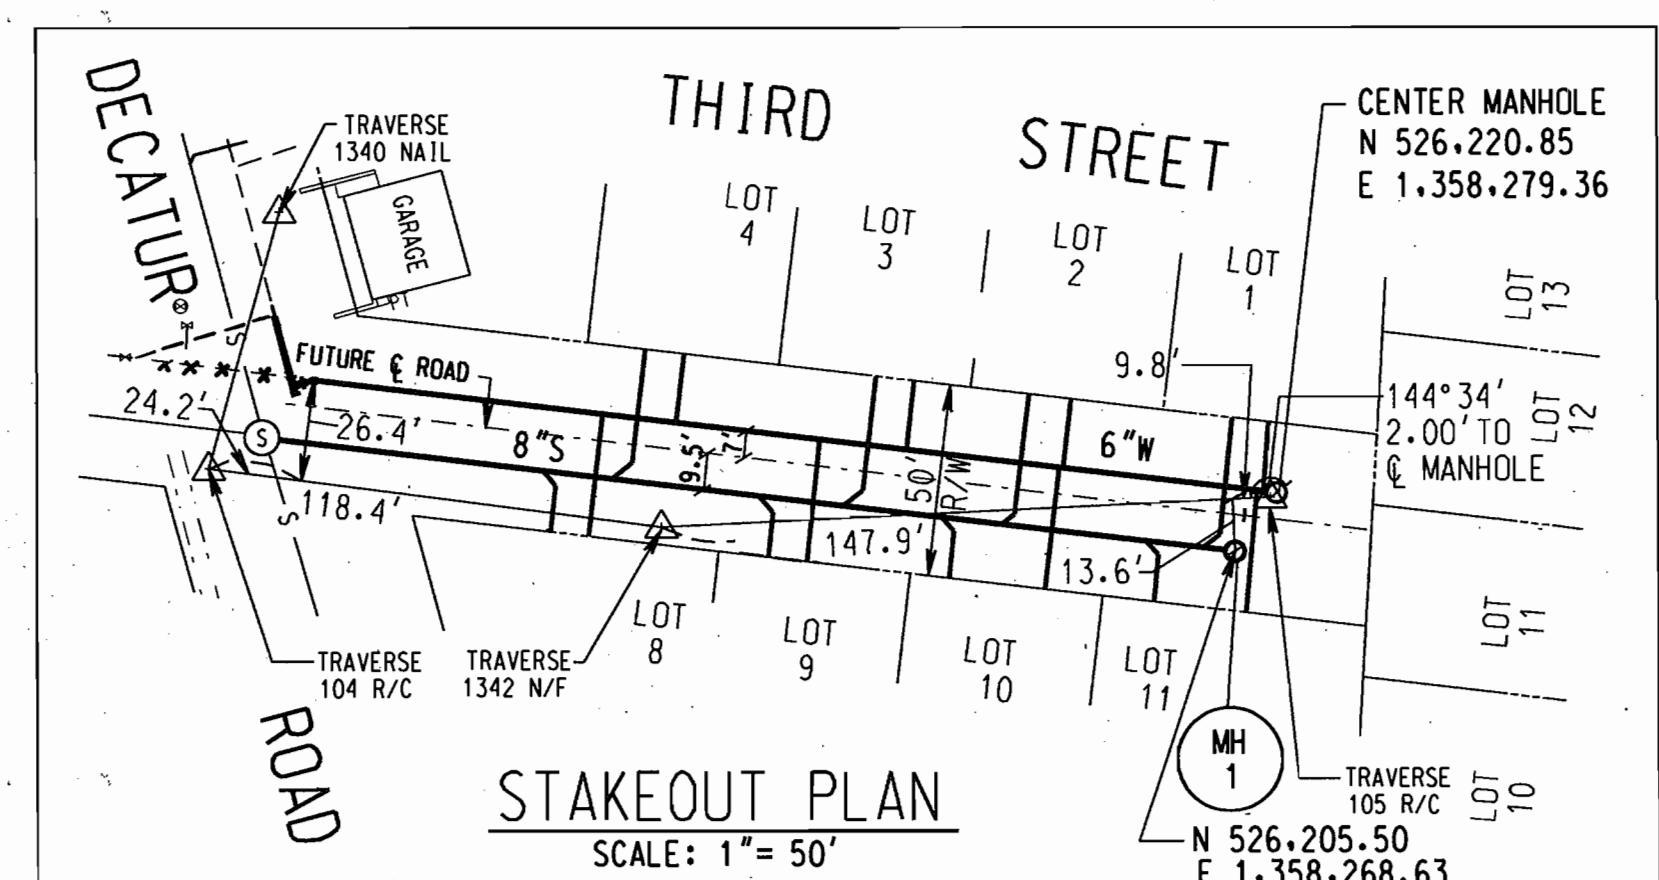 DECATUR
THIRD
STREET
CENTER MANHOLE
N 526,220.85
E 1,358,279.36
TRAVERSE
1340 NAIL
GARAGE
LOT
4
LOT
3
LOT
2
LOT
1
LOT
13
FUTURE ℄ ROAD
9.8'
144°34'
2.00' TO
℄ MANHOLE
LOT
12
24.2'
S
S
26.4'
8"S
9.5'
7'
50'
R/W
6"W
118.4'
S
147.9'
13.6'
LOT
8
LOT
9
LOT
10
LOT
11
LOT
11
TRAVERSE
104 R/C
TRAVERSE
1342 N/F
ROAD
MH
1
TRAVERSE
105 R/C
LOT
10
STAKEOUT PLAN
SCALE: 1"= 50'
N 526,205.50
E 1,358,268.63